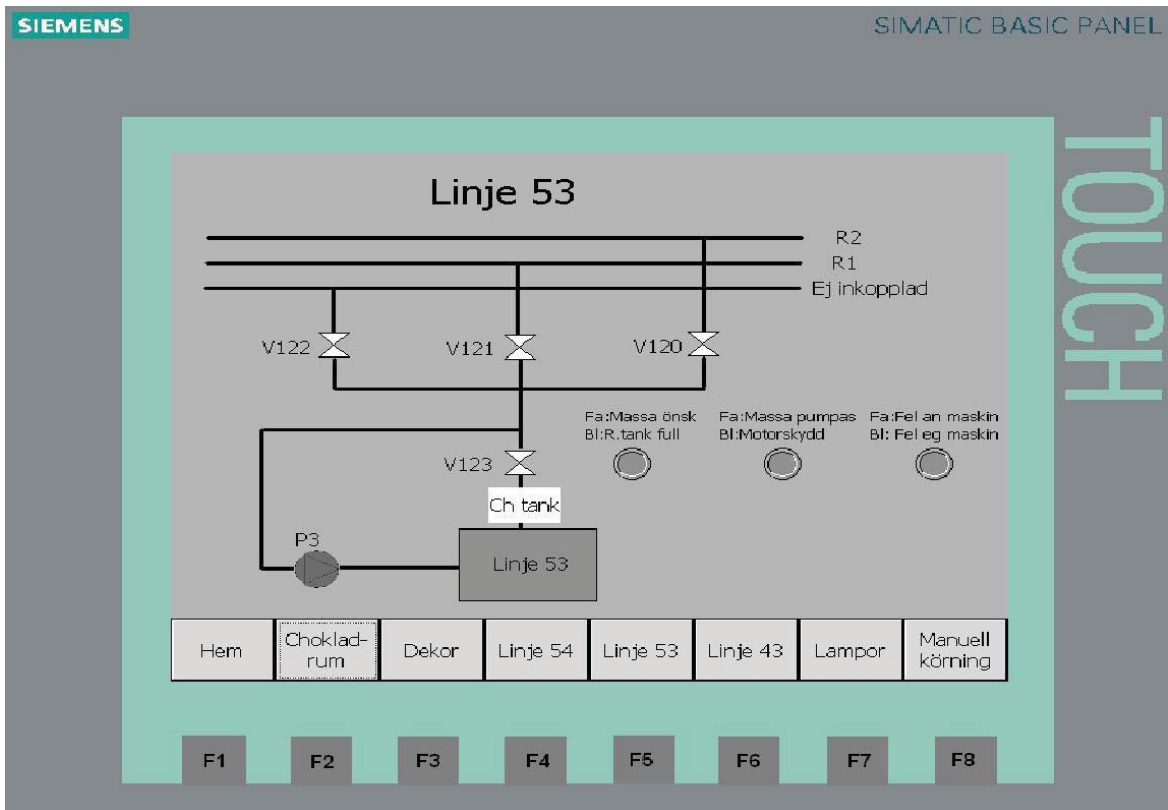 SIEMENS
SIMATIC BASIC PANEL
TOUCH
Linje 53
R2
R1
Ej inkopplad
V122
V121
V120
Fa:Massa önsk
Bl:R.tank full
Fa:Massa pumpas
Bl:Motorskydd
Fa:Fel an maskin
Bl: Fel eg maskin
V123
Ch tank
P3
Linje 53
Hem
Choklad-
rum
Dekor
Linje 54
Linje 53
Linje 43
Lampor
Manuell
körning
F1
F2
F3
F4
F5
F6
F7
F8